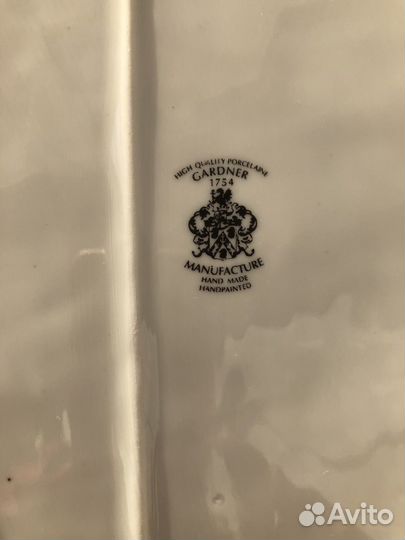 HIGH QUALITY PORCELAINE
GARDNER
1754
MANUFACTURE
HAND MADE
HANDPAINTED
Avito